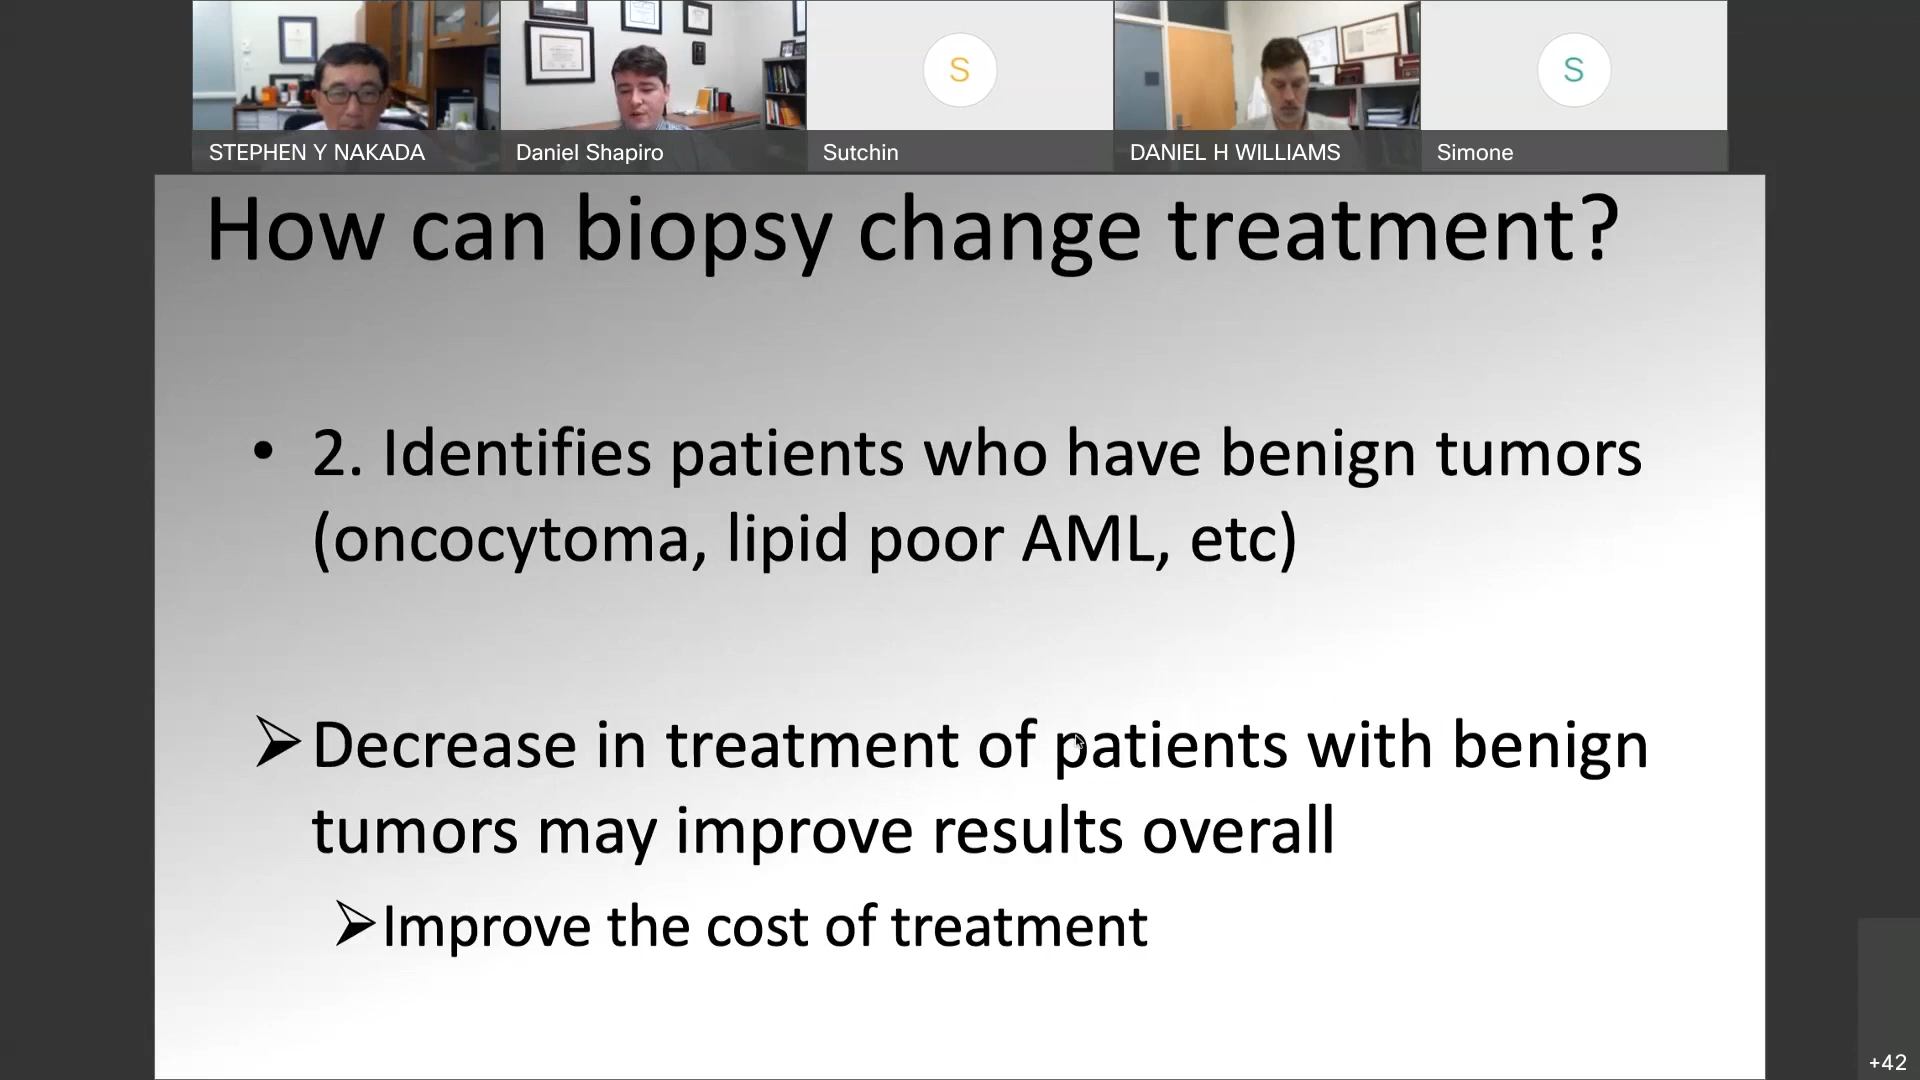 STEPHEN Y NAKADA
Daniel Shapiro
S
Sutchin
DANIEL H WILLIAMS
S
Simone
How can biopsy change treatment?
• 2. Identifies patients who have benign tumors
(oncocytoma, lipid poor AML, etc)
➢Decrease in treatment of patients with benign
tumors may improve results overall
➢Improve the cost of treatment
+42